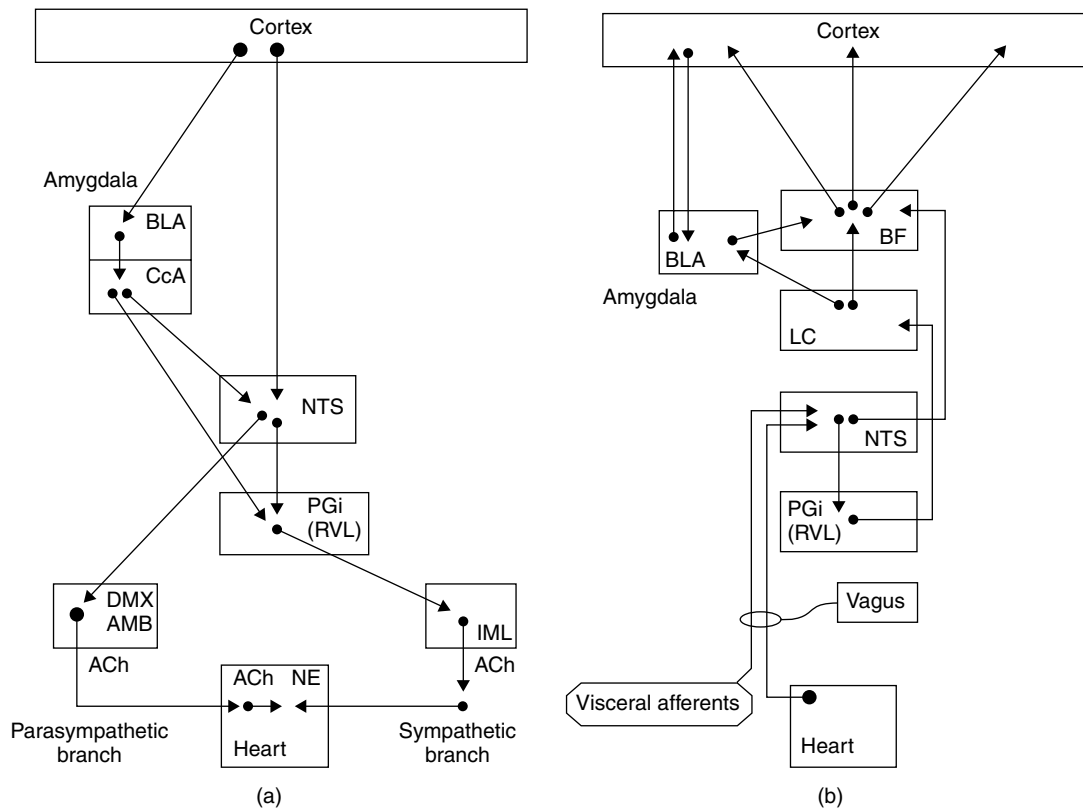 Cortex
Amygdala
BLA
CcA
NTS
PGi
(RVL)
DMX
AMB
IML
ACh
ACh
ACh NE
Heart
Parasympathetic
branch
Sympathetic
branch
(a)
Cortex
BF
BLA
Amygdala
LC
NTS
PGi
(RVL)
Vagus
Visceral afferents
Heart
(b)